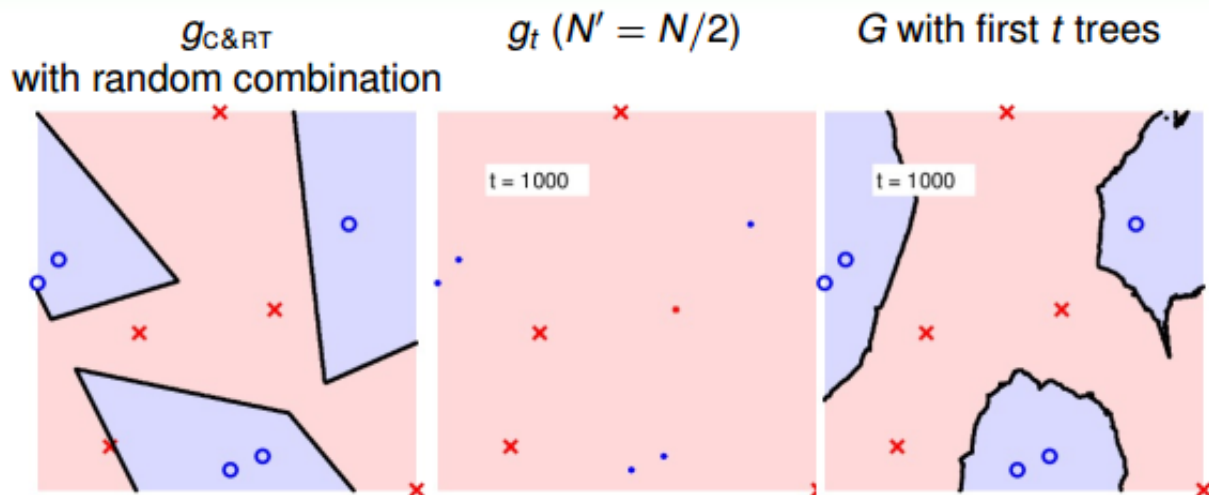 g_C&RT
with random combination
g_t (N′ = N/2)
G with first t trees
t = 1000
t = 1000